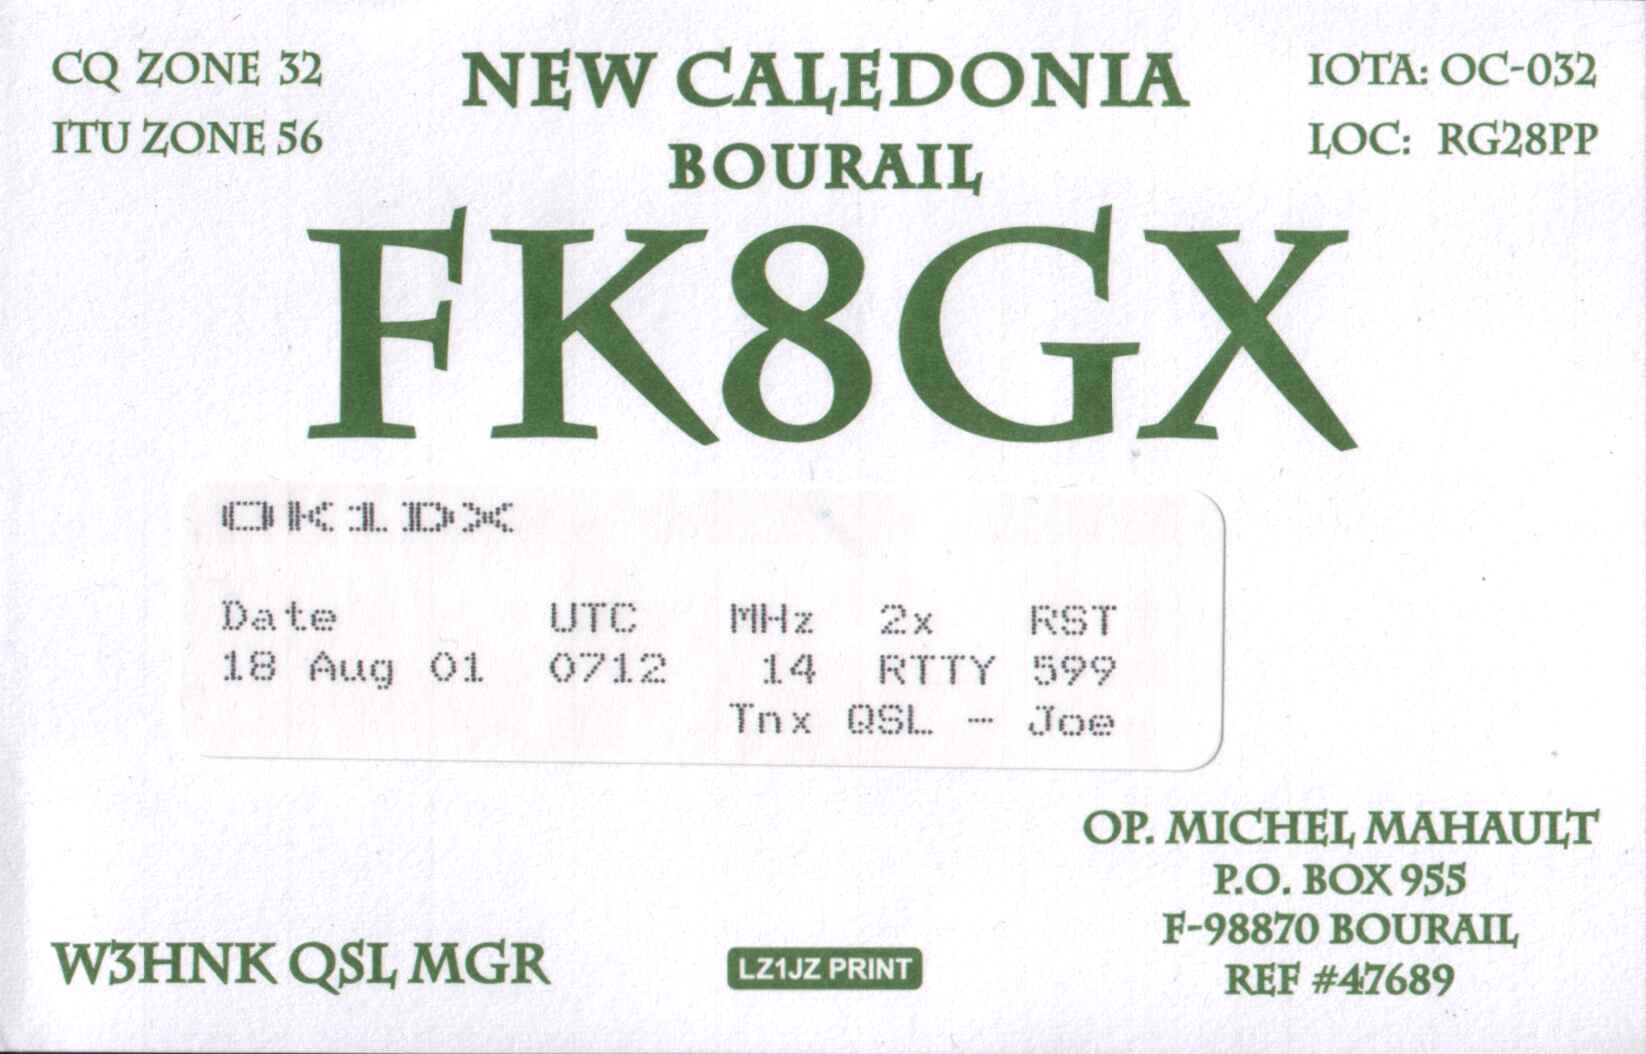 CQ ZONE 32
ITU ZONE 56
NEW CALEDONIA
BOURAIL
IOTA: OC-032
LOC: RG28PP
FK8GX
OK1DX
Date UTC MHz 2x RST
18 Aug 01 0712 14 RTTY 599
Tnx QSL - Joe
OP. MICHEL MAHAULT
P.O. BOX 955
F-98870 BOURAIL
REF #47689
W3HNK QSL MGR
LZ1JZ PRINT